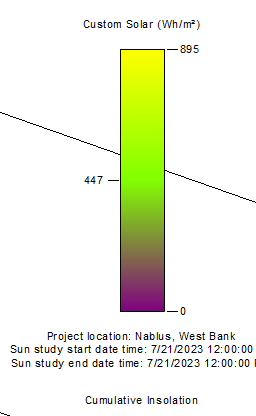 Custom Solar (Wh/m²)
895
447
0
Project location: Nablus, West Bank
Sun study start date time: 7/21/2023 12:00:00
Sun study end date time: 7/21/2023 12:00:00
Cumulative Insolation